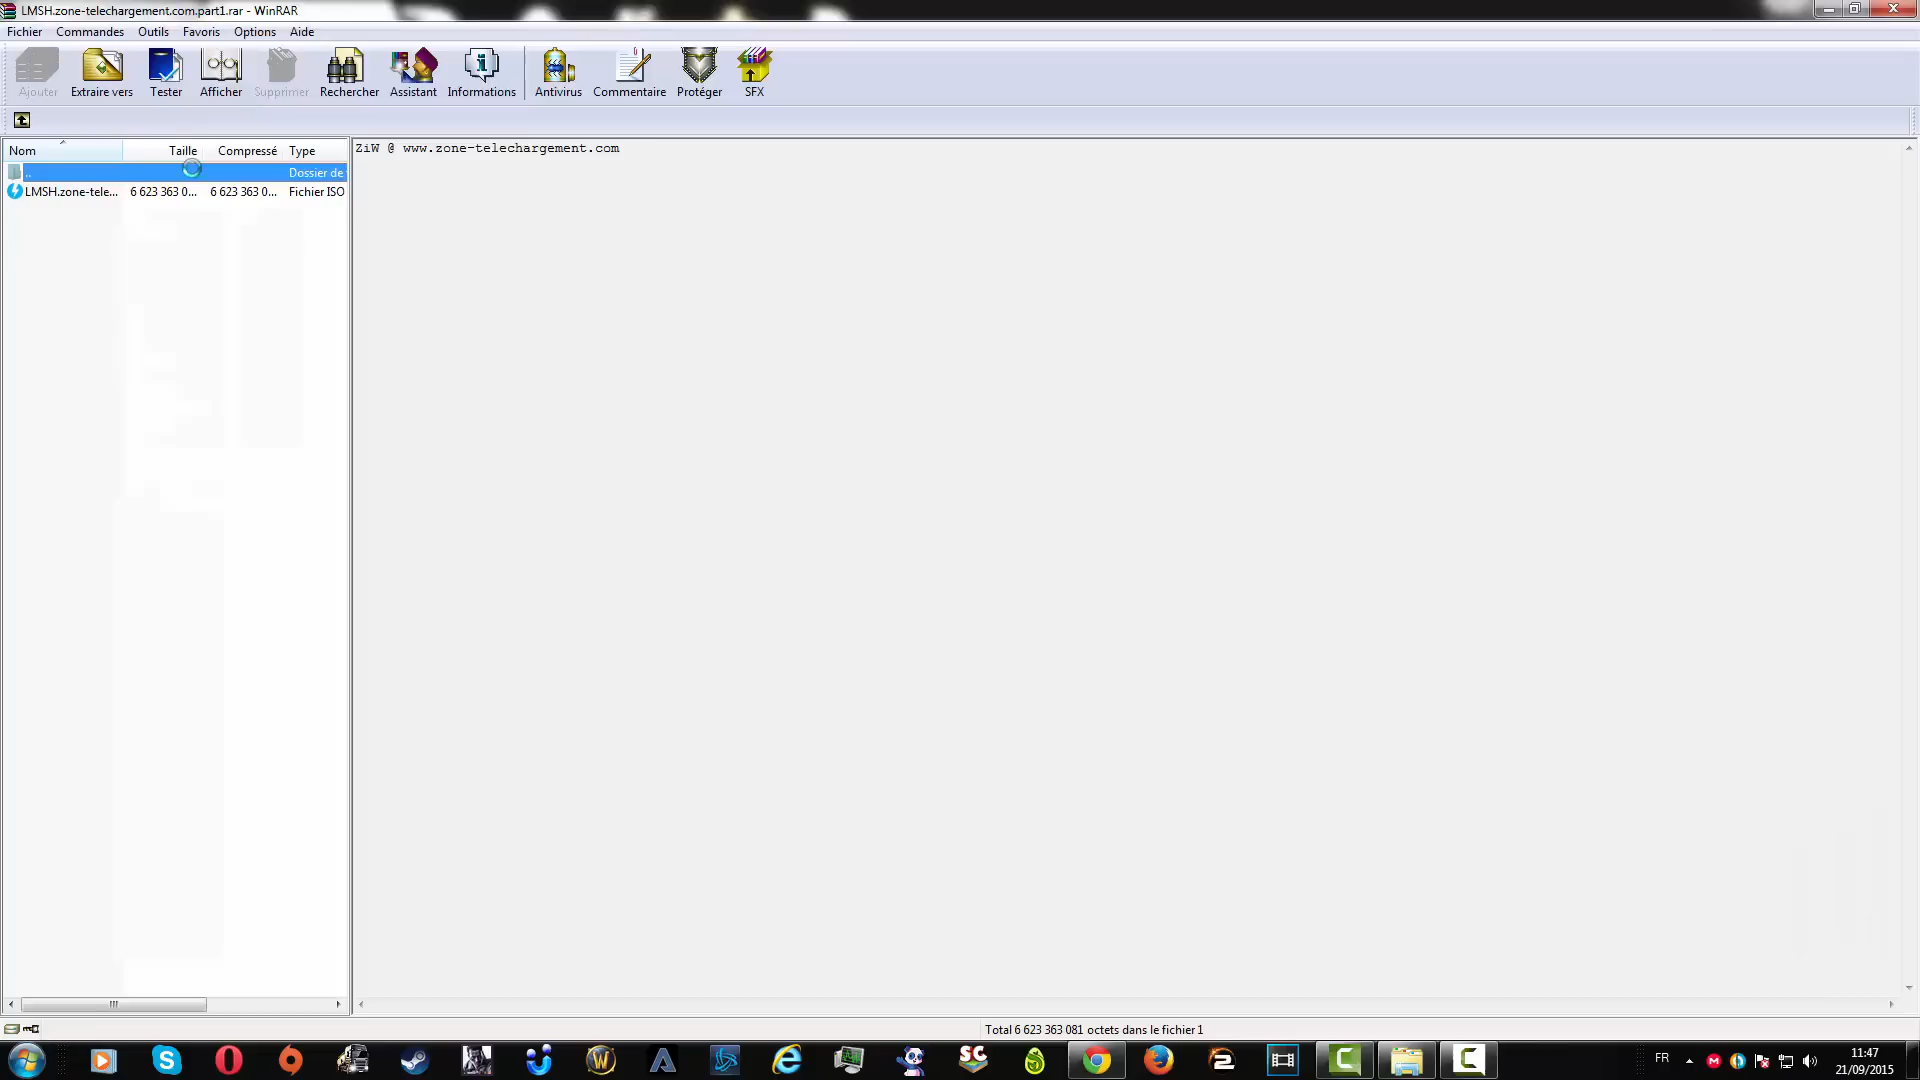 LMSH.zone-telechargement.com.part1.rar - WinRAR
Fichier Commandes Outils Favoris Options Aide
Ajouter Extraire vers Tester Afficher Supprimer Rechercher Assistant Informations Antivirus Commentaire Protéger SFX
Nom Taille Compressé Type
ZiW @ www.zone-telechargement.com
.. Dossier de
LMSH.zone-tele... 6 623 363 0... 6 623 363 0... Fichier ISO
Total 6 623 363 081 octets dans le fichier 1
FR
11:47
21/09/2015